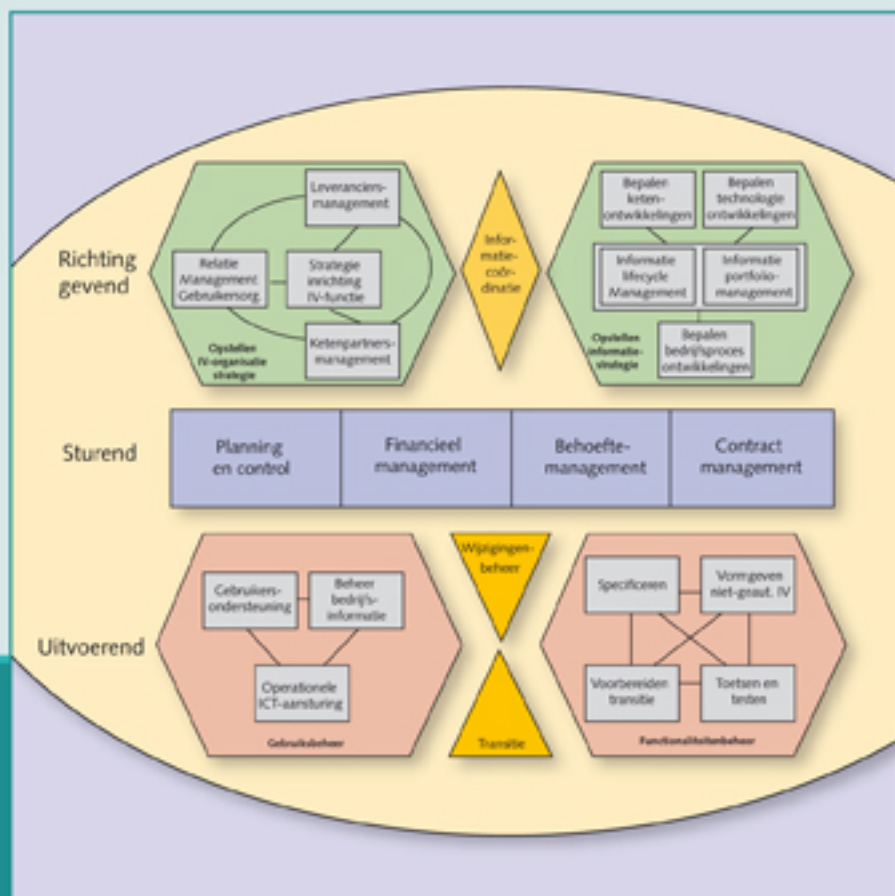 Richting
gevend
Leveranciers-
management
Relatie
Management
Gebruikersorg.
Strategie
inrichting
IV-functie
Ketenpartners-
management
Opstellen
IV-organisatie
strategie
Infor-
matie-
coör-
dinatie
Bepalen
keten-
ontwikkelingen
Bepalen
technologie
ontwikkelingen
Informatie
lifecycle
Management
Informatie
portfolio-
management
Bepalen
bedrijfsproces
ontwikkelingen
Opstellen
informatie-
strategie
Sturend
Planning
en control
Financieel
management
Behoefte-
management
Contract
management
Uitvoerend
Gebruikers-
ondersteuning
Beheer
bedrijfs-
informatie
Operationele
ICT-aansturing
Gebruiksbeheer
Wijzigingen-
beheer
Transitie
Specificeren
Vormgeven
niet-geaut. IV
Voorbereiden
transitie
Toetsen en
testen
Functionaliteitenbeheer